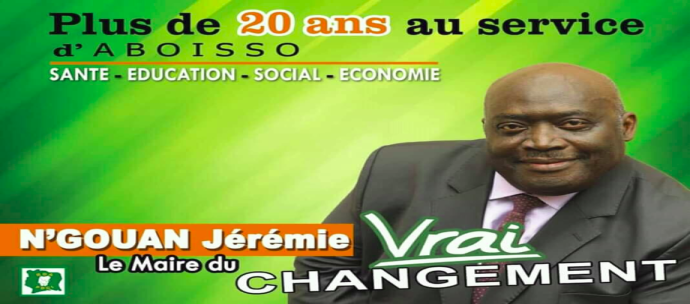 Plus de 20 ans au service
d'ABOISSO
SANTE - EDUCATION - SOCIAL - ECONOMIE
N'GOUAN Jérémie
Le Maire du
Vrai
CHANGEMENT